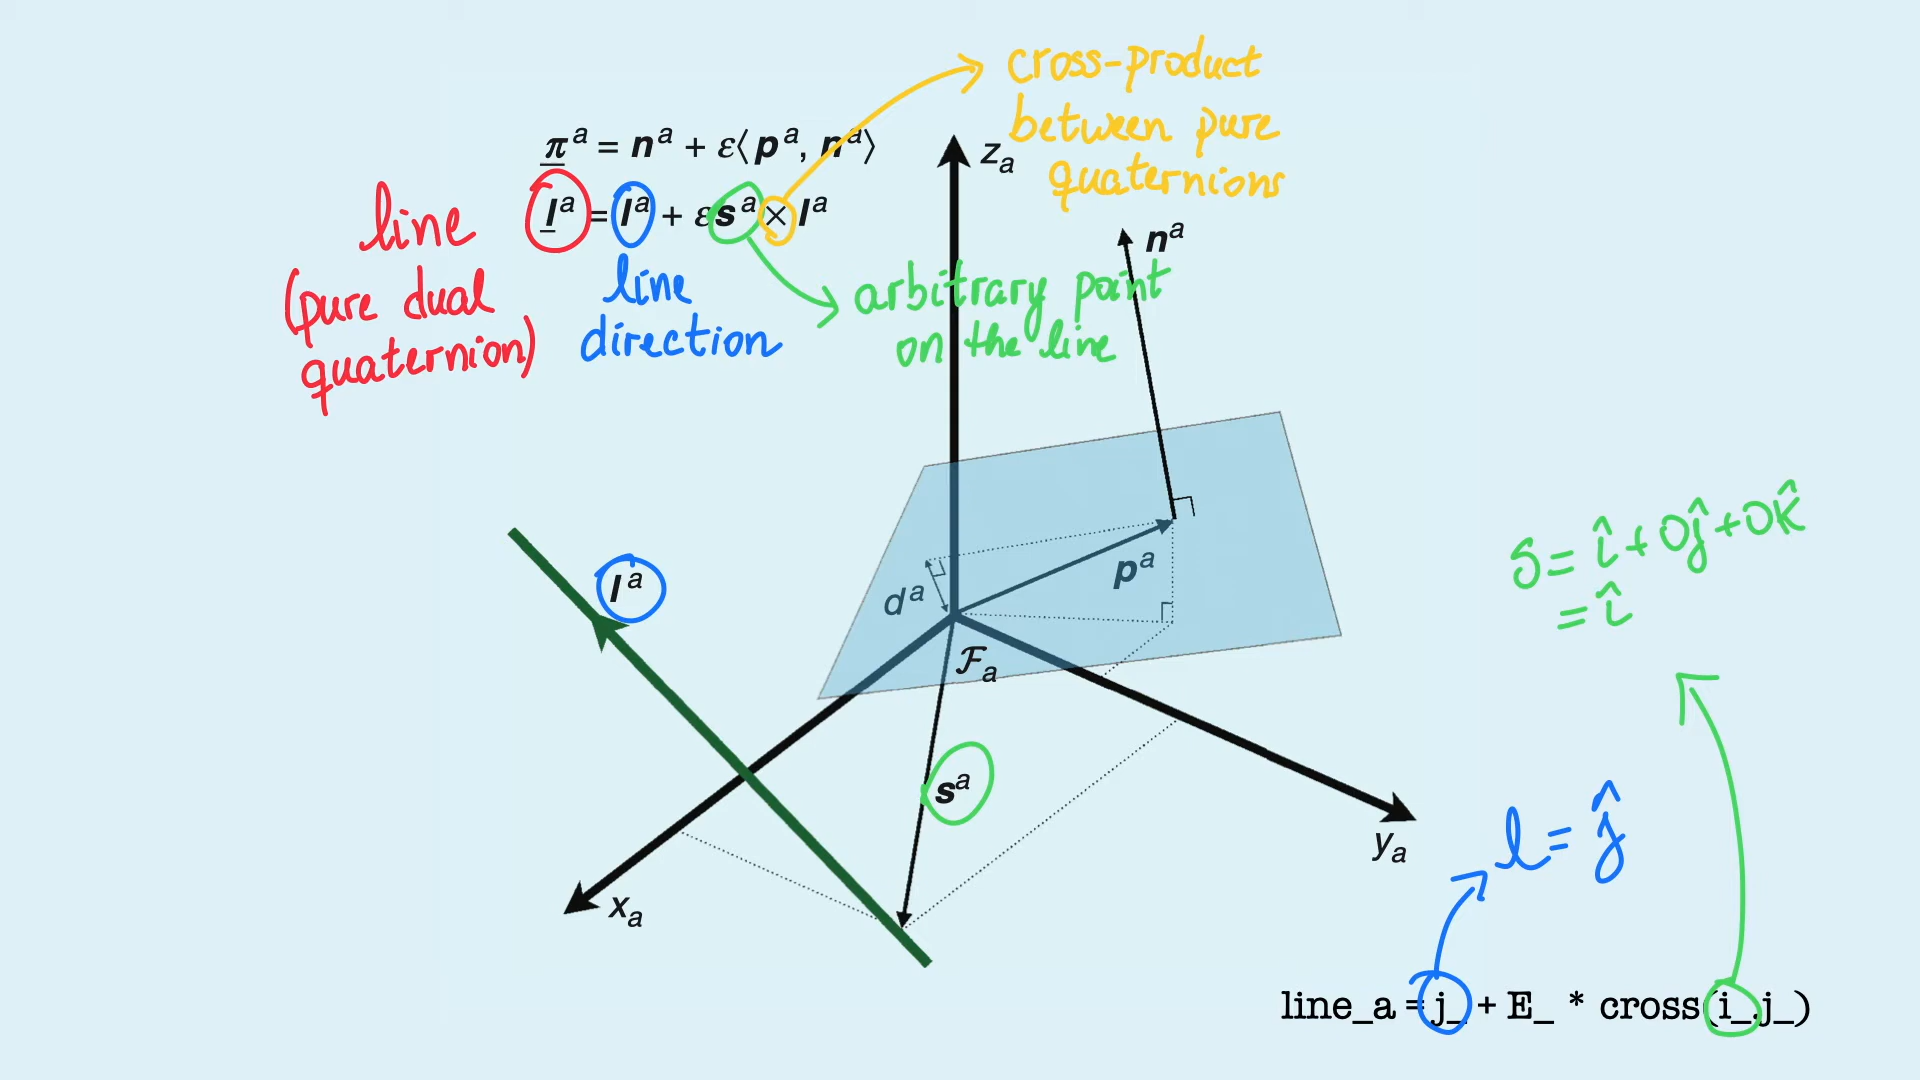 cross-product
between pure
quaternions
π^a = n^a + ε⟨p^a, n^a⟩
l^a = l^a + εs^a × l^a
line
(pure dual
quaternion)
line
direction
arbitrary point
on the line
z_a
n^a
l^a
d^a
p^a
F_a
s^a
x_a
y_a
s = î + 0ĵ + 0k̂
= î
l = ĵ
line_a = j_ + E_ * cross(i_,j_)